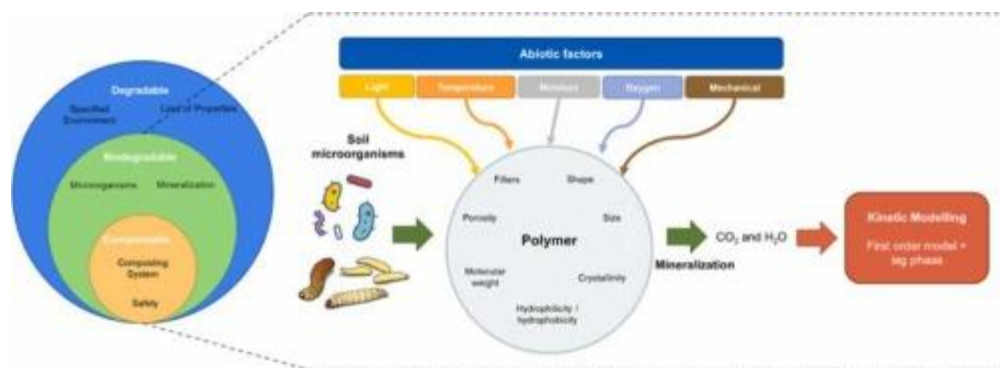 Degradable
Specified
Environment
Loss of Properties
Biodegradable
Microorganisms
Mineralization
Compostable
Composting
System
Safety
Abiotic factors
Light
Temperature
Moisture
Oxygen
Mechanical
Soil
microorganisms
Fillers
Shape
Porosity
Size
Polymer
Molecular
weight
Crystallinity
Hydrophilicity /
hydrophobicity
CO₂ and H₂O
Mineralization
Kinetic Modelling
First order model +
lag phase